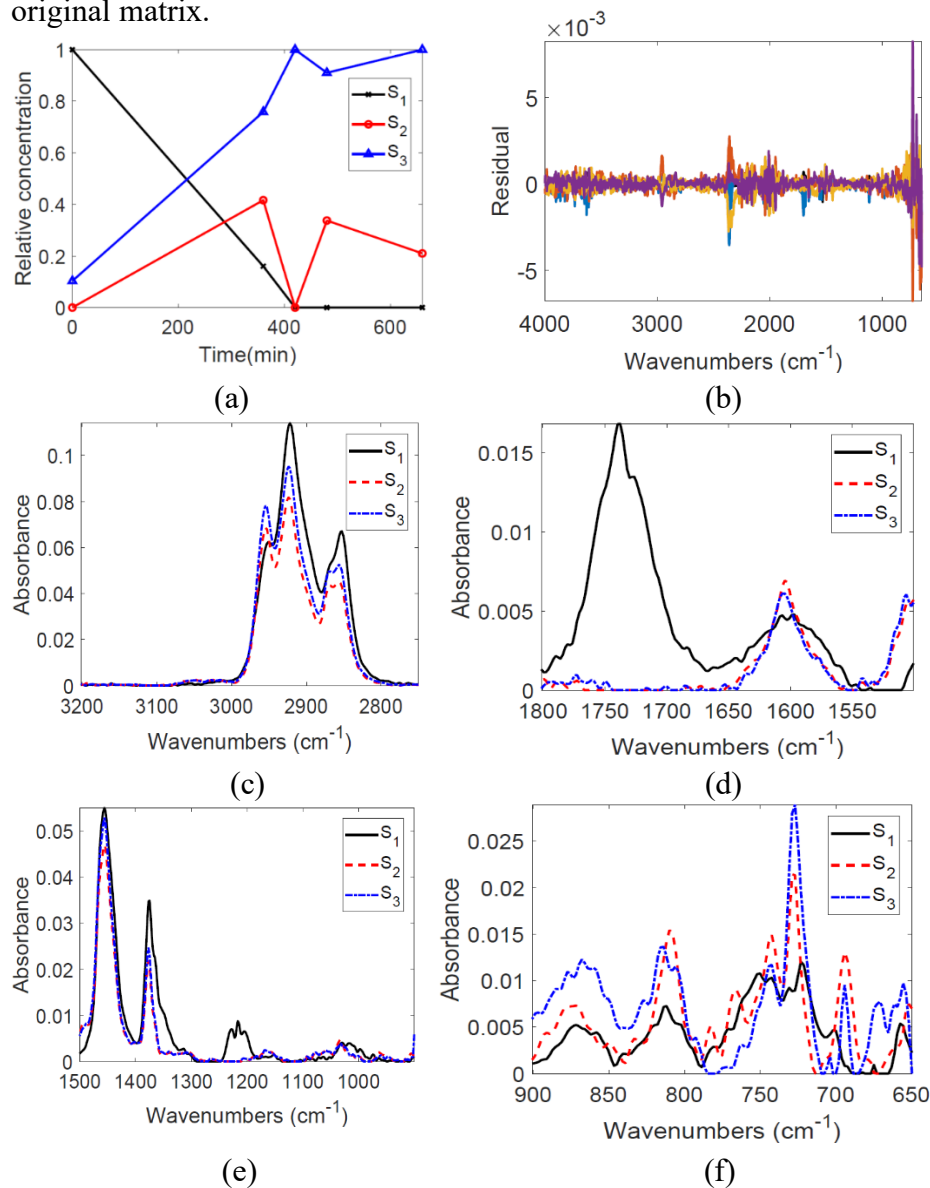 original matrix.
1
0.8
0.6
0.4
0.2
0
0 200 400 600
Relative concentration
Time(min)
S1
S2
S3
(a)
×10-3
5
0
-5
4000 3000 2000 1000
Residual
Wavenumbers (cm-1)
(b)
0.1
0.08
0.06
0.04
0.02
0
3200 3100 3000 2900 2800
Absorbance
Wavenumbers (cm-1)
S1
S2
S3
(c)
0.015
0.01
0.005
0
1800 1750 1700 1650 1600 1550
Absorbance
Wavenumbers (cm-1)
S1
S2
S3
(d)
0.05
0.04
0.03
0.02
0.01
0
1500 1400 1300 1200 1100 1000
Absorbance
Wavenumbers (cm-1)
S1
S2
S3
(e)
0.025
0.02
0.015
0.01
0.005
0
900 850 800 750 700 650
Absorbance
Wavenumbers (cm-1)
S1
S2
S3
(f)